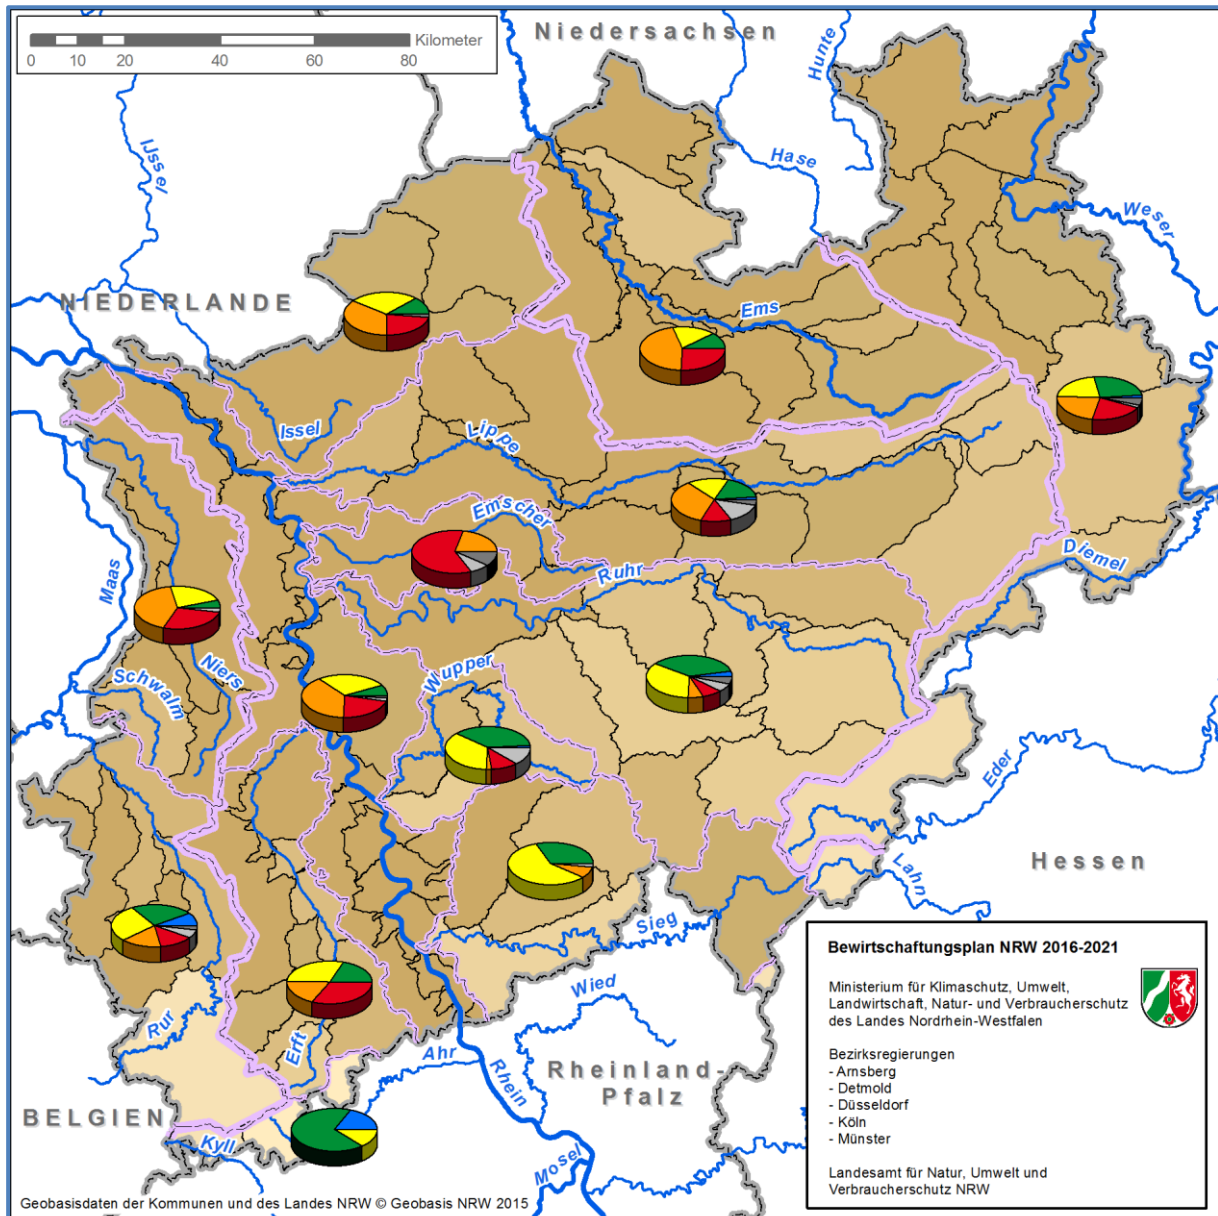 Niedersachsen
Kilometer
0 10 20 40 60 80
Hunte
IJssel
Hase
Weser
NIEDERLANDE
Ems
Issel
Lippe
Emscher
Ruhr
Diemel
Maas
Niers
Schwalm
Wupper
Eder
Hessen
Lahn
Sieg
Wied
Rur
Erft
Ahr
Rhein
Rheinland-
Pfalz
BELGIEN
Kyll
Mosel
Bewirtschaftungsplan NRW 2016-2021
Ministerium für Klimaschutz, Umwelt,
Landwirtschaft, Natur- und Verbraucherschutz
des Landes Nordrhein-Westfalen
Bezirksregierungen
- Arnsberg
- Detmold
- Düsseldorf
- Köln
- Münster
Landesamt für Natur, Umwelt und
Verbraucherschutz NRW
Geobasisdaten der Kommunen und des Landes NRW © Geobasis NRW 2015